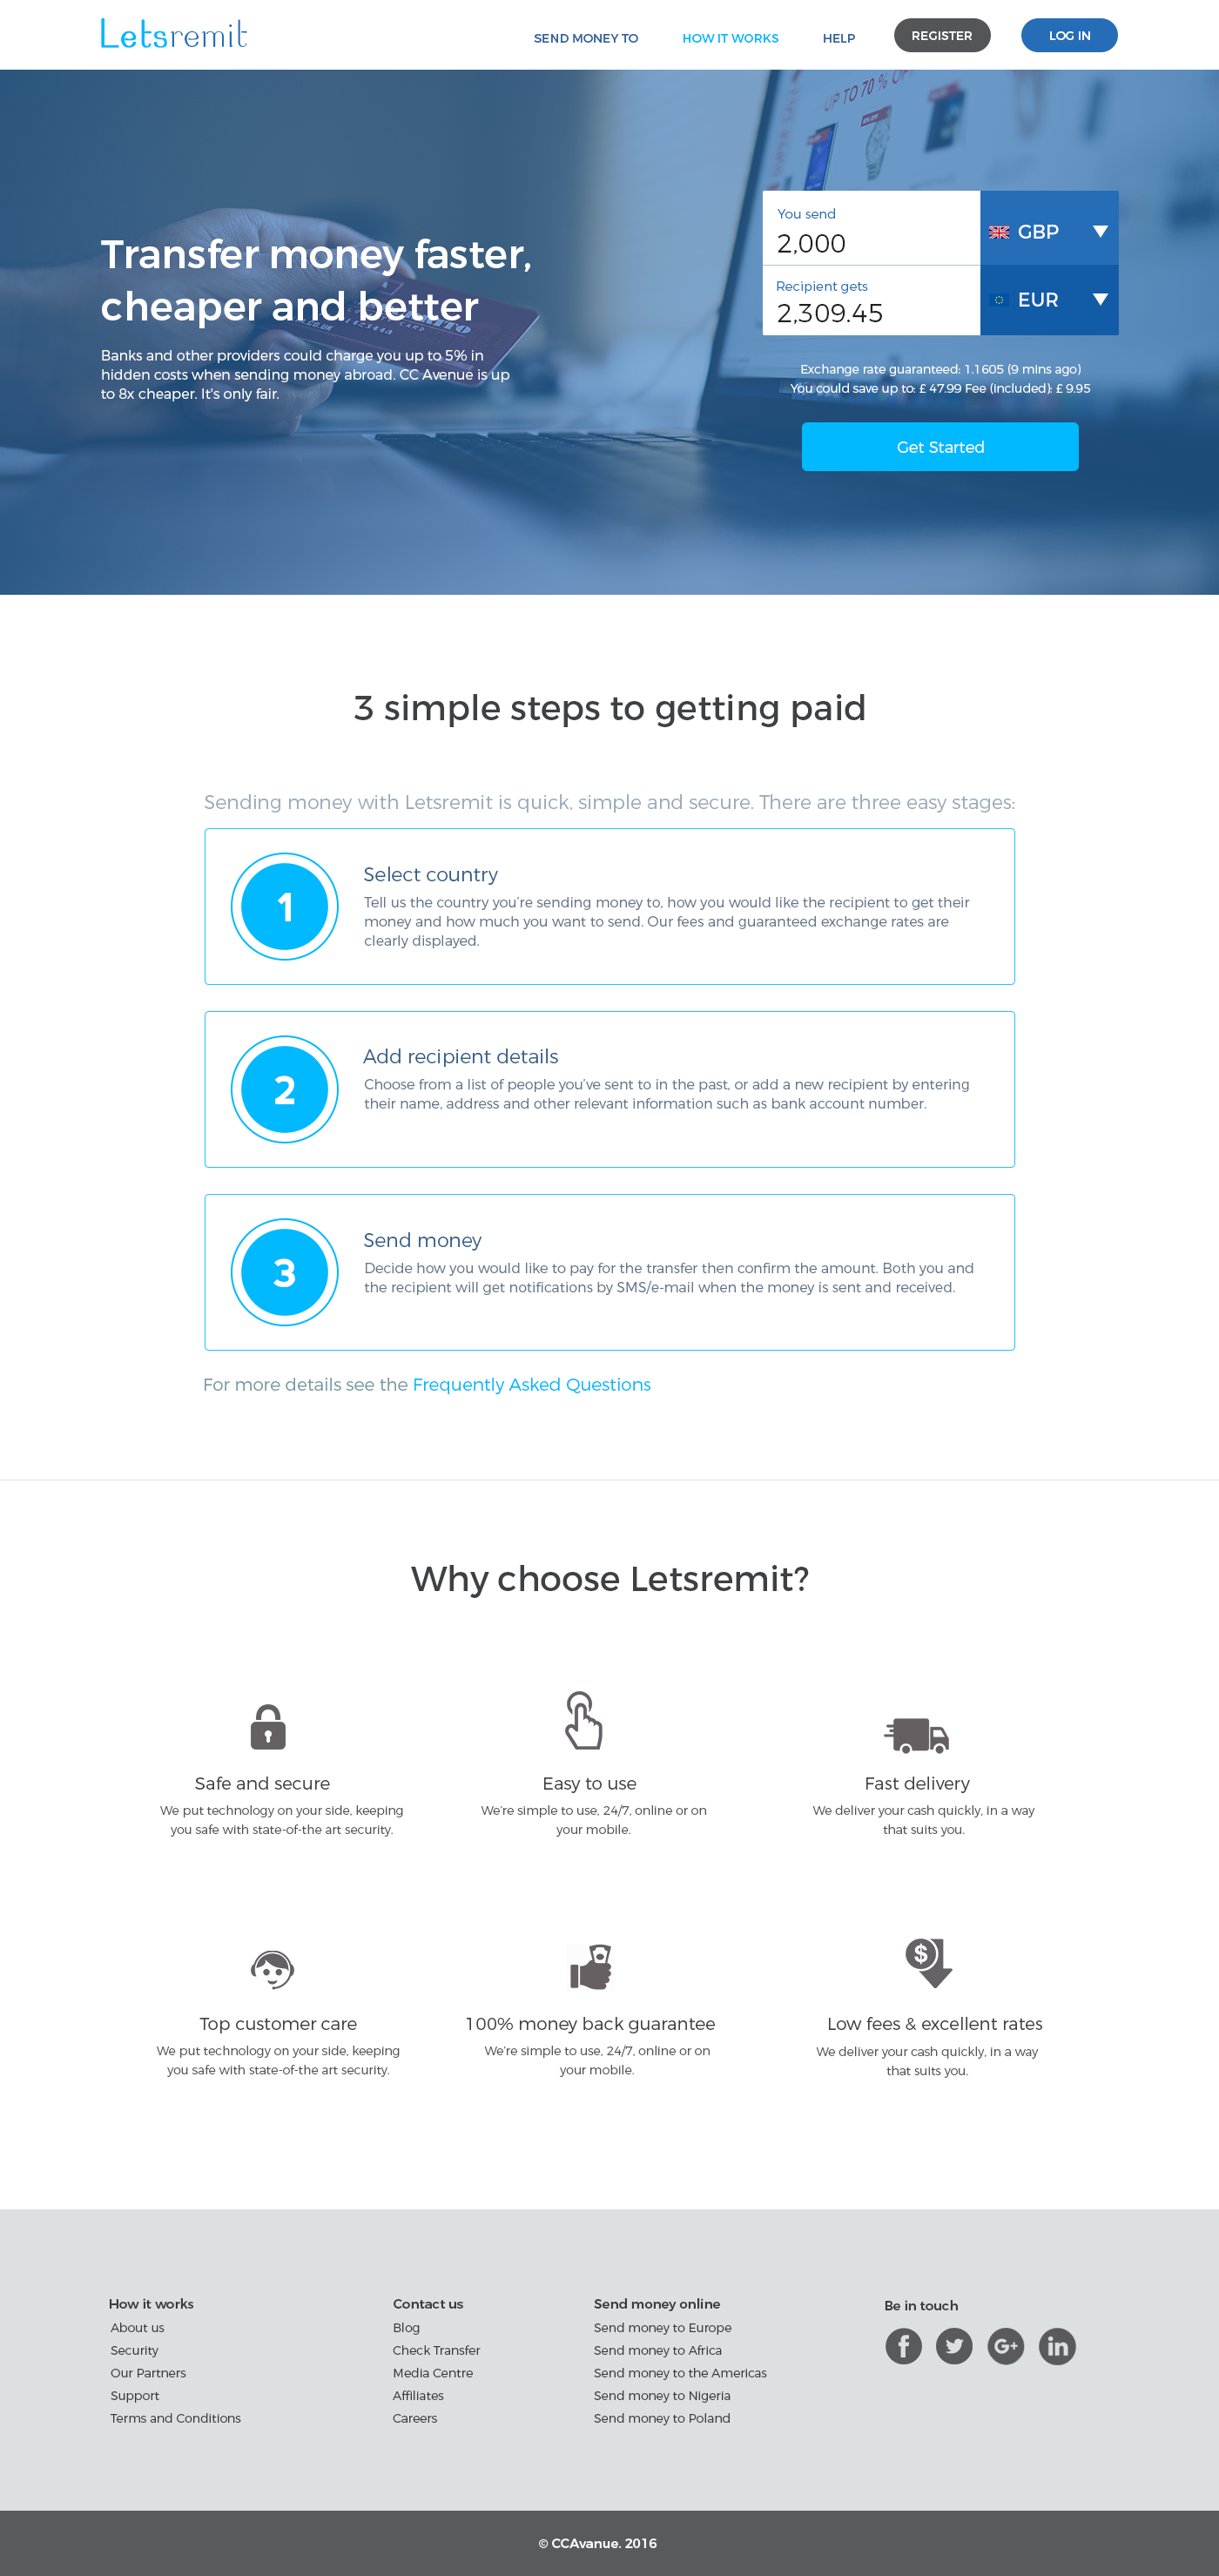 Letsremit
SEND MONEY TO
HOW IT WORKS
HELP
REGISTER
LOG IN
UP TO 70 % OFF
Transfer money faster,
cheaper and better
Banks and other providers could charge you up to 5% in
hidden costs when sending money abroad. CC Avenue is up
to 8x cheaper. It's only fair.
You send
2,000
GBP
Recipient gets
2,309.45
EUR
Exchange rate guaranteed: 1.1605 (9 mins ago)
You could save up to: £ 47.99 Fee (included): £ 9.95
Get Started
3 simple steps to getting paid
Sending money with Letsremit is quick, simple and secure. There are three easy stages:
1
Select country
Tell us the country you’re sending money to, how you would like the recipient to get their
money and how much you want to send. Our fees and guaranteed exchange rates are
clearly displayed.
2
Add recipient details
Choose from a list of people you’ve sent to in the past, or add a new recipient by entering
their name, address and other relevant information such as bank account number.
3
Send money
Decide how you would like to pay for the transfer then confirm the amount. Both you and
the recipient will get notifications by SMS/e-mail when the money is sent and received.
For more details see the Frequently Asked Questions
Why choose Letsremit?
Safe and secure
We put technology on your side, keeping
you safe with state-of-the art security.
Easy to use
We’re simple to use, 24/7, online or on
your mobile.
Fast delivery
We deliver your cash quickly, in a way
that suits you.
Top customer care
We put technology on your side, keeping
you safe with state-of-the art security.
100% money back guarantee
We’re simple to use, 24/7, online or on
your mobile.
Low fees & excellent rates
We deliver your cash quickly, in a way
that suits you.
How it works
About us
Security
Our Partners
Support
Terms and Conditions
Contact us
Blog
Check Transfer
Media Centre
Affiliates
Careers
Send money online
Send money to Europe
Send money to Africa
Send money to the Americas
Send money to Nigeria
Send money to Poland
Be in touch
© CCAvanue. 2016